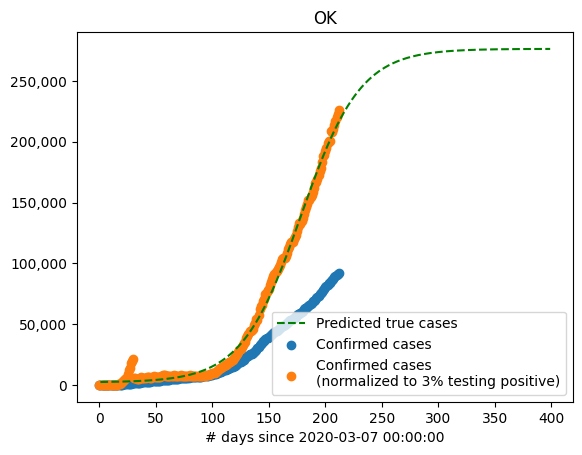 OK
250,000
200,000
150,000
100,000
50,000
0
Predicted true cases
Confirmed cases
Confirmed cases
(normalized to 3% testing positive)
0 50 100 150 200 250 300 350 400
# days since 2020-03-07 00:00:00